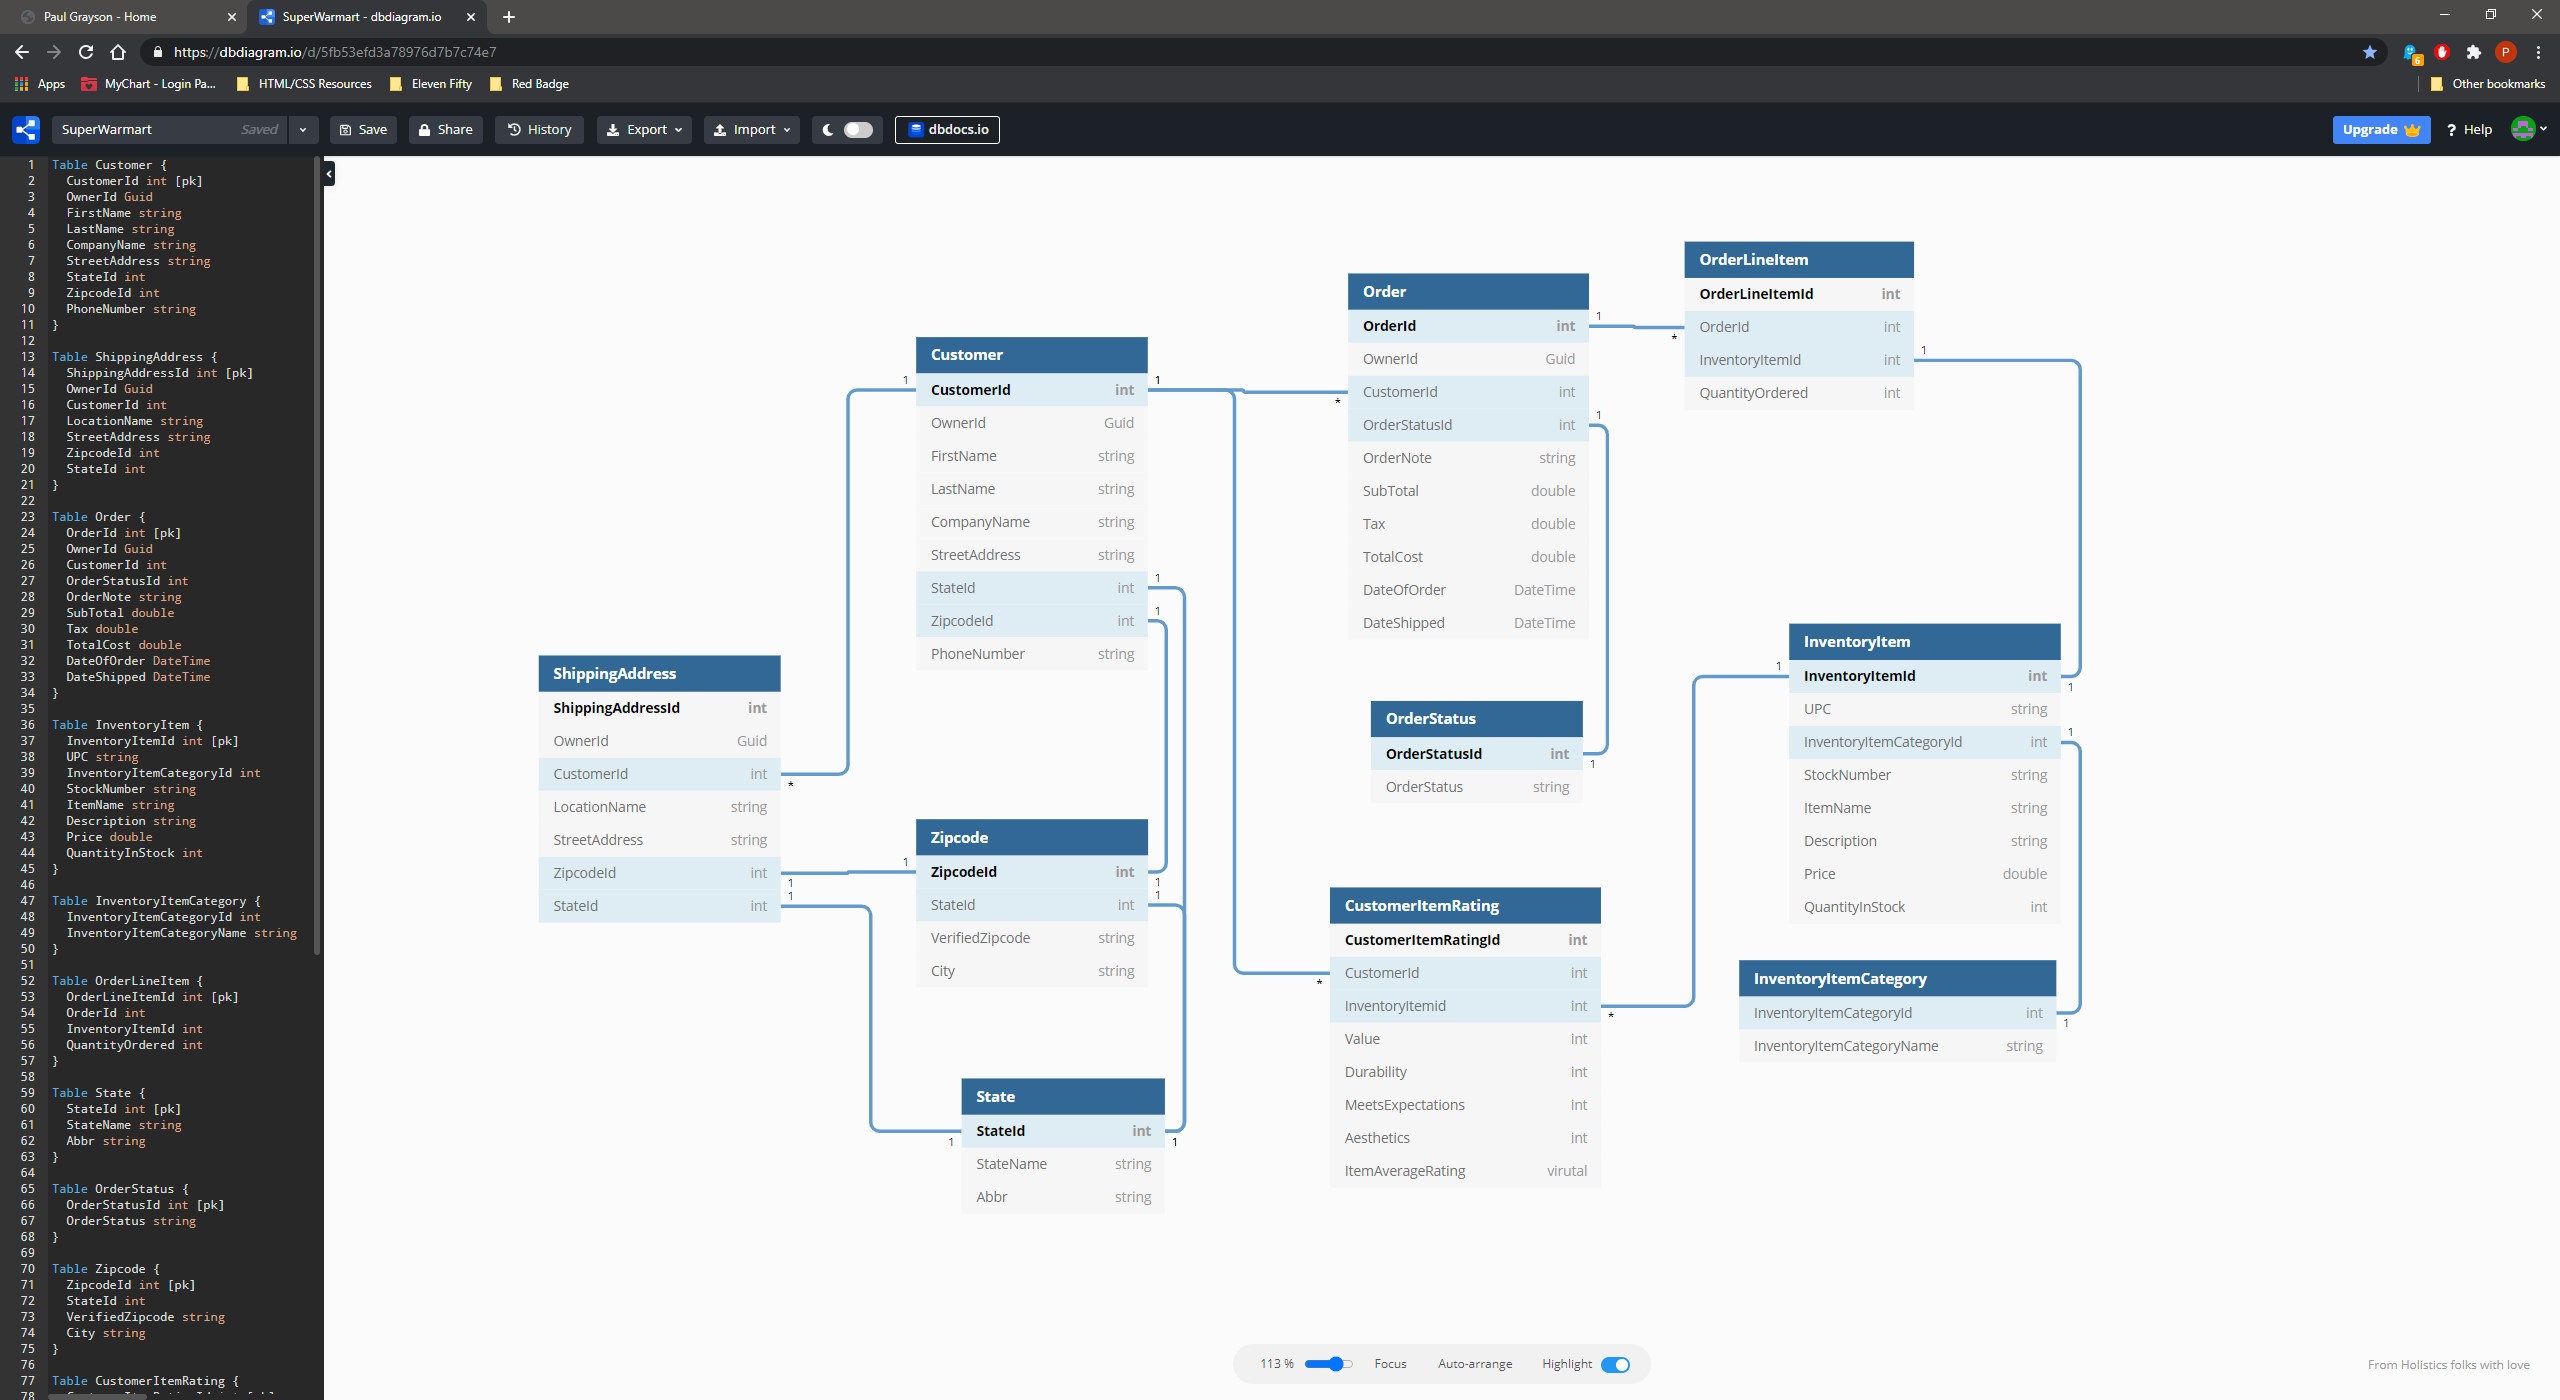 Paul Grayson - Home
SuperWarmart - dbdiagram.io
https://dbdiagram.io/d/5fb53efd3a78976d7b7c74e7
6
P
Apps
MyChart - Login Pa...
HTML/CSS Resources
Eleven Fifty
Red Badge
Other bookmarks
SuperWarmart Saved
Save
Share
History
Export
Import
dbdocs.io
Upgrade
? Help
1 Table Customer {
2 CustomerId int [pk]
3 OwnerId Guid
4 FirstName string
5 LastName string
6 CompanyName string
7 StreetAddress string
8 StateId int
9 ZipcodeId int
10 PhoneNumber string
11 }
12
13 Table ShippingAddress {
14 ShippingAddressId int [pk]
15 OwnerId Guid
16 CustomerId int
17 LocationName string
18 StreetAddress string
19 ZipcodeId int
20 StateId int
21 }
22
23 Table Order {
24 OrderId int [pk]
25 OwnerId Guid
26 CustomerId int
27 OrderStatusId int
28 OrderNote string
29 SubTotal double
30 Tax double
31 TotalCost double
32 DateOfOrder DateTime
33 DateShipped DateTime
34 }
35
36 Table InventoryItem {
37 InventoryItemId int [pk]
38 UPC string
39 InventoryItemCategoryId int
40 StockNumber string
41 ItemName string
42 Description string
43 Price double
44 QuantityInStock int
45 }
46
47 Table InventoryItemCategory {
48 InventoryItemCategoryId int
49 InventoryItemCategoryName string
50 }
51
52 Table OrderLineItem {
53 OrderLineItemId int [pk]
54 OrderId int
55 InventoryItemId int
56 QuantityOrdered int
57 }
58
59 Table State {
60 StateId int [pk]
61 StateName string
62 Abbr string
63 }
64
65 Table OrderStatus {
66 OrderStatusId int [pk]
67 OrderStatus string
68 }
69
70 Table Zipcode {
71 ZipcodeId int [pk]
72 StateId int
73 VerifiedZipcode string
74 City string
75 }
76
77 Table CustomerItemRating {
78
ShippingAddress
ShippingAddressId int
OwnerId Guid
CustomerId int
*
LocationName string
StreetAddress string
ZipcodeId int
1
StateId int
1
Customer
1 CustomerId int 1
OwnerId Guid
FirstName string
LastName string
CompanyName string
StreetAddress string
StateId int 1
ZipcodeId int 1
PhoneNumber string
Zipcode
1 ZipcodeId int 1
StateId int 1
VerifiedZipcode string
City string
State
1 StateId int 1
StateName string
Abbr string
Order
OrderId int 1
OwnerId Guid
* CustomerId int
OrderStatusId int 1
OrderNote string
SubTotal double
Tax double
TotalCost double
DateOfOrder DateTime
DateShipped DateTime
OrderStatus
OrderStatusId int 1
OrderStatus string
CustomerItemRating
CustomerItemRatingId int
* CustomerId int
InventoryItemid int *
Value int
Durability int
MeetsExpectations int
Aesthetics int
ItemAverageRating virutal
OrderLineItem
OrderLineItemId int
* OrderId int
InventoryItemId int 1
QuantityOrdered int
InventoryItem
1 InventoryItemId int 1
UPC string
InventoryItemCategoryId int 1
StockNumber string
ItemName string
Description string
Price double
QuantityInStock int
InventoryItemCategory
InventoryItemCategoryId int 1
InventoryItemCategoryName string
113 %
Focus
Auto-arrange
Highlight
From Holistics folks with love